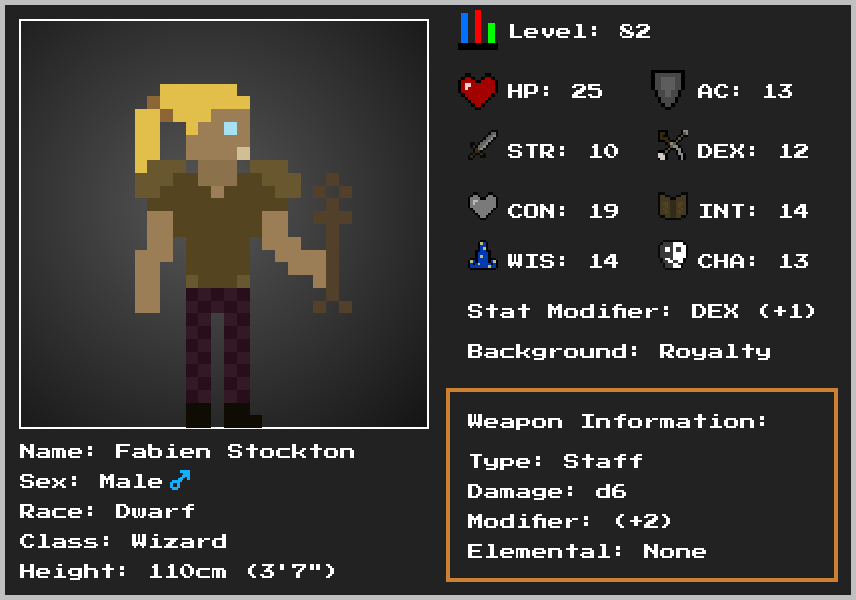 Level: 82
HP: 25
AC: 13
STR: 10
DEX: 12
CON: 19
INT: 14
WIS: 14
CHA: 13
Stat Modifier: DEX (+1)
Background: Royalty
Weapon Information:
Type: Staff
Damage: d6
Modifier: (+2)
Elemental: None
Name: Fabien Stockton
Sex: Male ♂
Race: Dwarf
Class: Wizard
Height: 110cm (3'7")